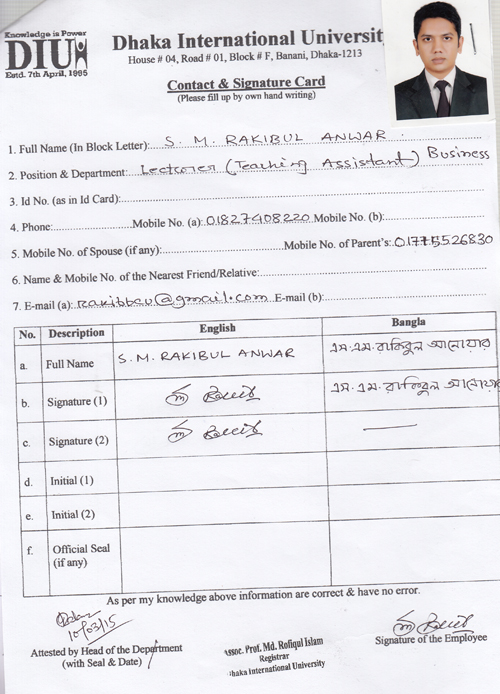 Knowledge is Power
DIU
Estd. 7th April, 1995
Dhaka International University
House # 04, Road # 01, Block # F, Banani, Dhaka-1213
Contact & Signature Card
(Please fill up by own hand writing)
1. Full Name (In Block Letter): S. M. RAKIBUL ANWAR
2. Position & Department: Lecturer (Teaching Assistant) Business
3. Id No. (as in Id Card):
4. Phone: Mobile No. (a): 01827408220 Mobile No. (b):
5. Mobile No. of Spouse (if any): Mobile No. of Parent's: 01775526830
6. Name & Mobile No. of the Nearest Friend/Relative:
7. E-mail (a): rakibbcu@gmail.com E-mail (b):
No. Description English Bangla
a. Full Name S. M. RAKIBUL ANWAR এস. এম. রাকিবুল আনোয়ার
b. Signature (1) এস. এম. রাকিবুল আনোয়ার
c. Signature (2)
d. Initial (1)
e. Initial (2)
f. Official Seal (if any)
As per my knowledge above information are correct & have no error.
10/03/15
Attested by Head of the Department
(with Seal & Date)
Assoc. Prof. Md. Rofiqul Islam
Registrar
Dhaka International University
Signature of the Employee